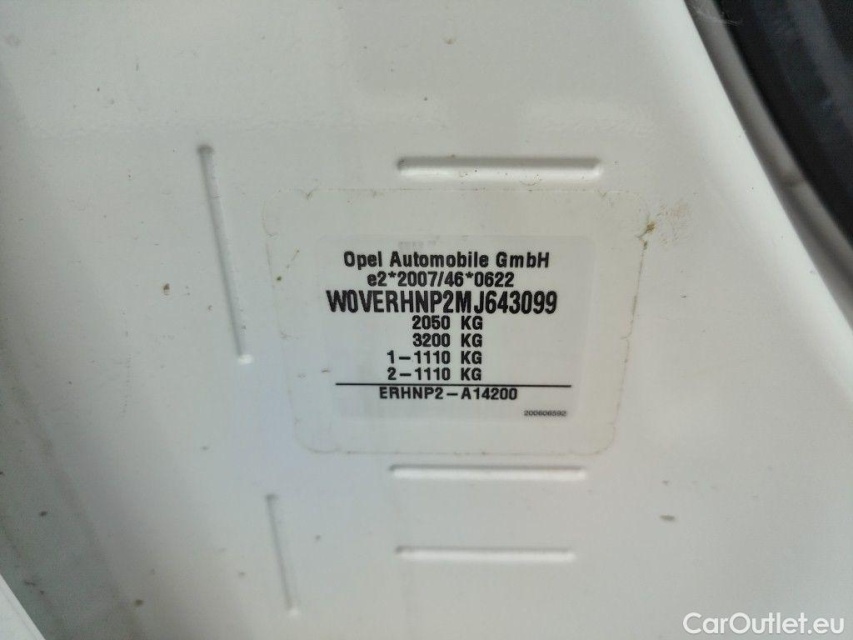 Opel Automobile GmbH
e2*2007/46*0622
W0VERHNP2MJ643099
2050 KG
3200 KG
1-1110 KG
2-1110 KG
ERHNP2-A14200
200606592
CarOutlet.eu